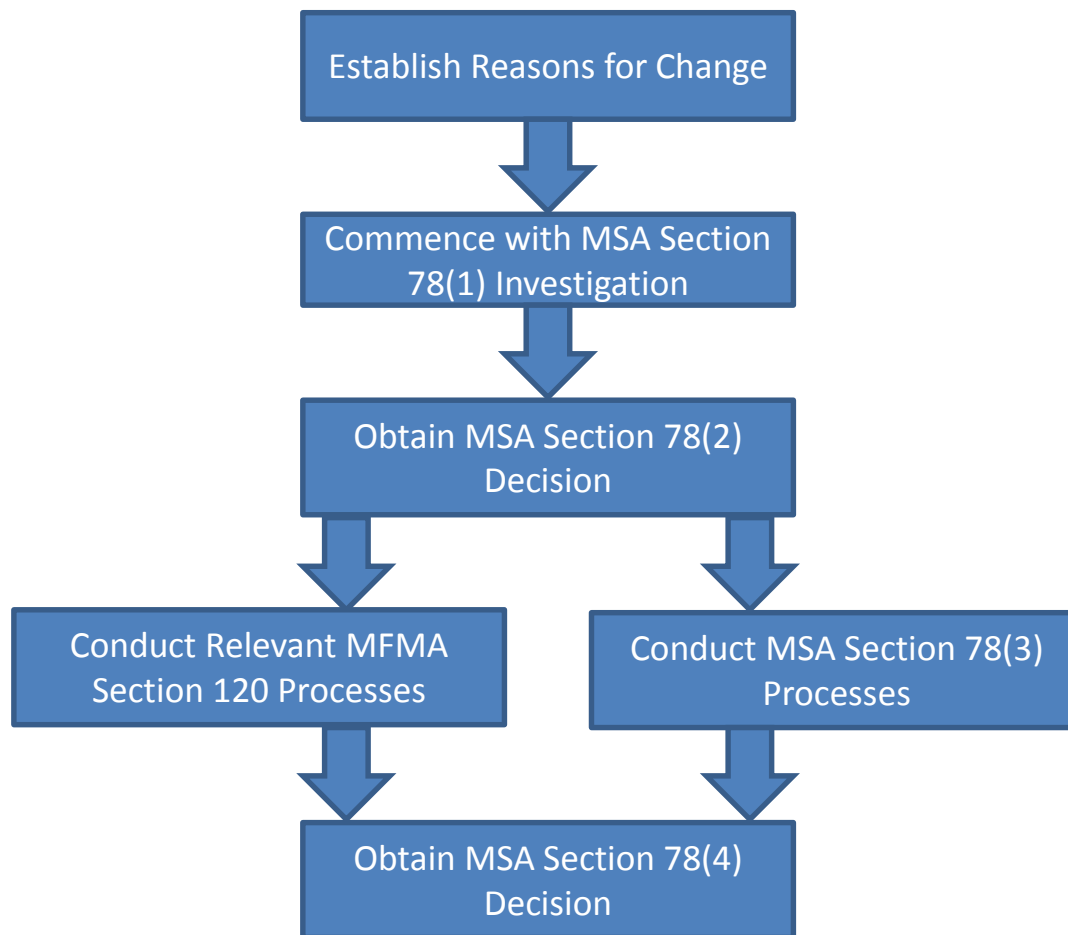 Establish Reasons for Change
Commence with MSA Section
78(1) Investigation
Obtain MSA Section 78(2)
Decision
Conduct Relevant MFMA
Section 120 Processes
Conduct MSA Section 78(3)
Processes
Obtain MSA Section 78(4)
Decision